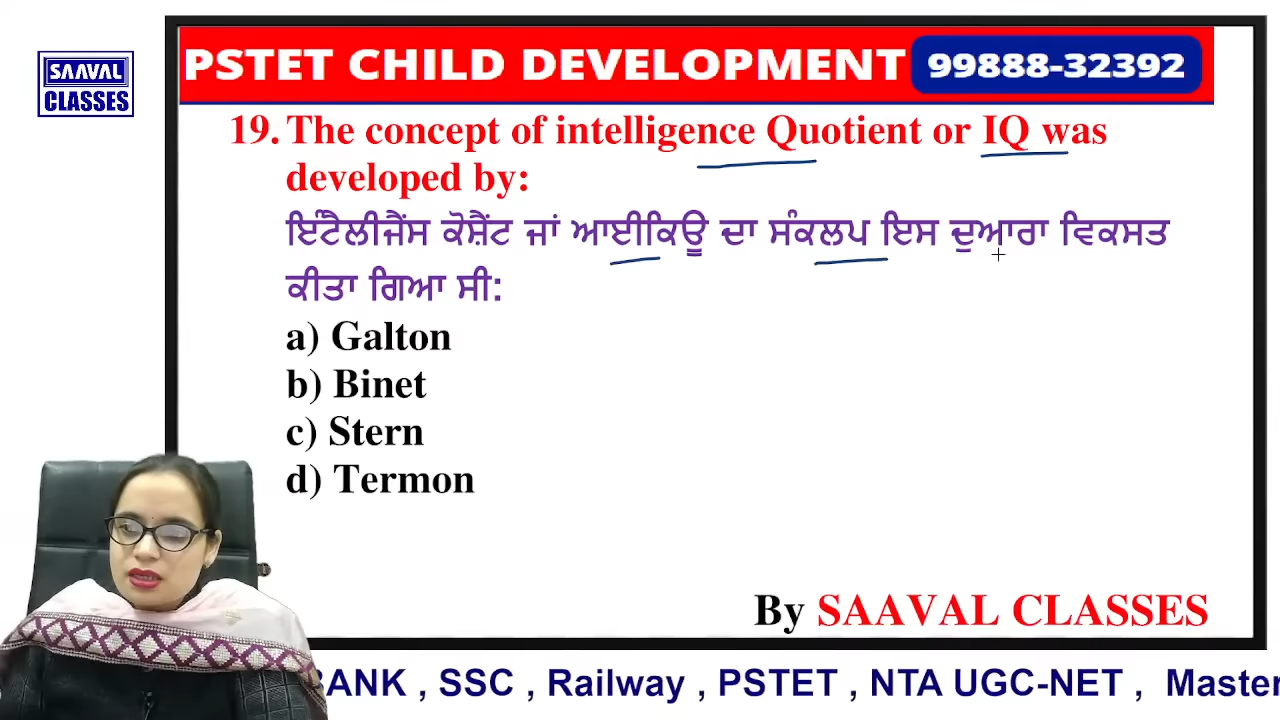 SAAVAL
CLASSES
PSTET CHILD DEVELOPMENT 99888-32392
19. The concept of intelligence Quotient or IQ was
developed by:
ਇੰਟੈਲੀਜੈਂਸ ਕੋਸ਼ੈਂਟ ਜਾਂ ਆਈਕਿਊ ਦਾ ਸੰਕਲਪ ਇਸ ਦੁਆਰਾ ਵਿਕਸਤ
ਕੀਤਾ ਗਿਆ ਸੀ:
a) Galton
b) Binet
c) Stern
d) Termon
By SAAVAL CLASSES
BANK , SSC , Railway , PSTET , NTA UGC-NET , Master